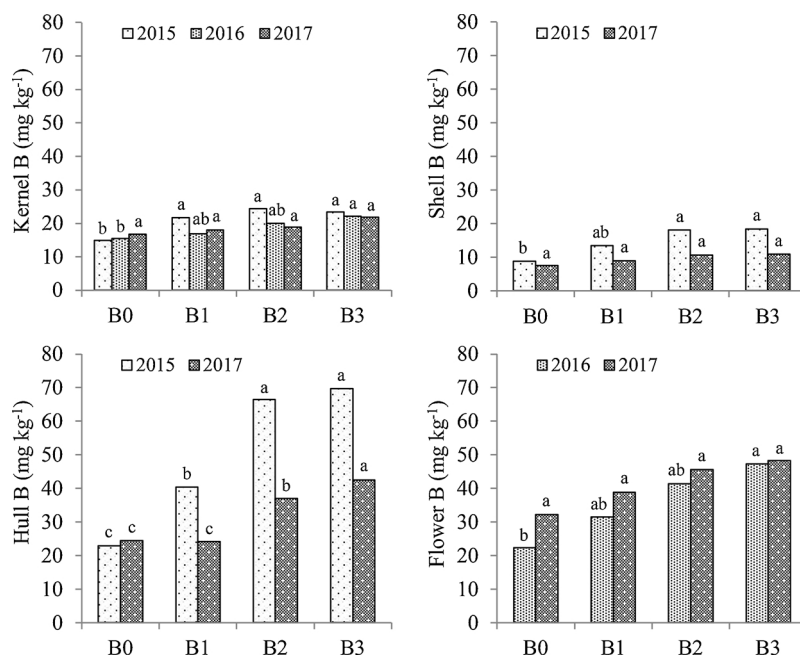 Kernel B (mg kg-1)
80
70
60
50
40
30
20
10
0
2015 2016 2017
b b a
a ab a
a ab a
a a a
B0 B1 B2 B3
Shell B (mg kg-1)
80
70
60
50
40
30
20
10
0
2015 2017
b a
ab a
a a
a a
B0 B1 B2 B3
Hull B (mg kg-1)
80
70
60
50
40
30
20
10
0
2015 2017
c c
b c
a b
a a
B0 B1 B2 B3
Flower B (mg kg-1)
80
70
60
50
40
30
20
10
0
2016 2017
b a
ab a
ab a
a a
B0 B1 B2 B3